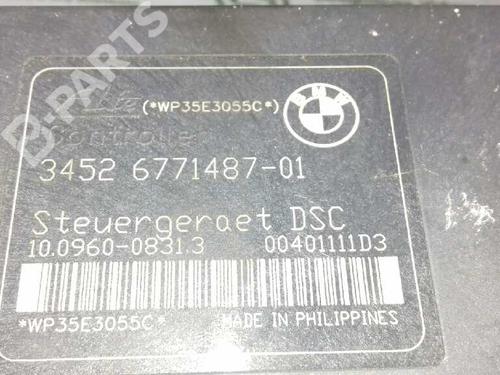 B-PARTS
(*WP35E3055C*)
BMW
Controller
3452 6771487-01
Steuergeraet DSC
10.0960-0831.3 00401111D3
*WP35E3055C* MADE IN PHILIPPINES